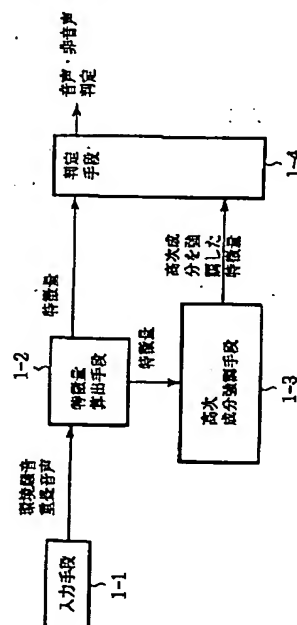 入力手段
1-1
環境騒音
重畳音声
1-2
特徴量
算出手段
特徴量
特徴量
高次
成分強調手段
1-3
高次成
分を強
調した
特徴量
判定
手段
1-4
音声・非音声
判定